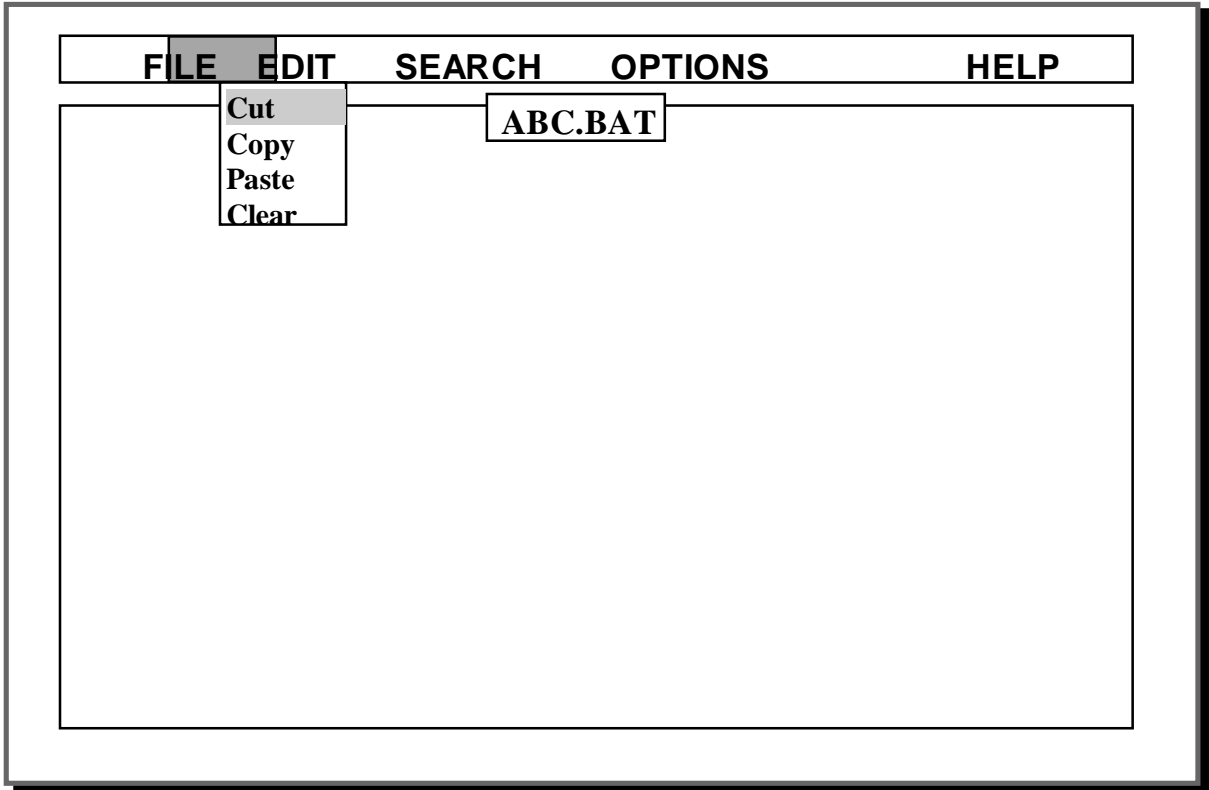 FILE EDIT SEARCH OPTIONS HELP
Cut
ABC.BAT
Copy
Paste
Clear